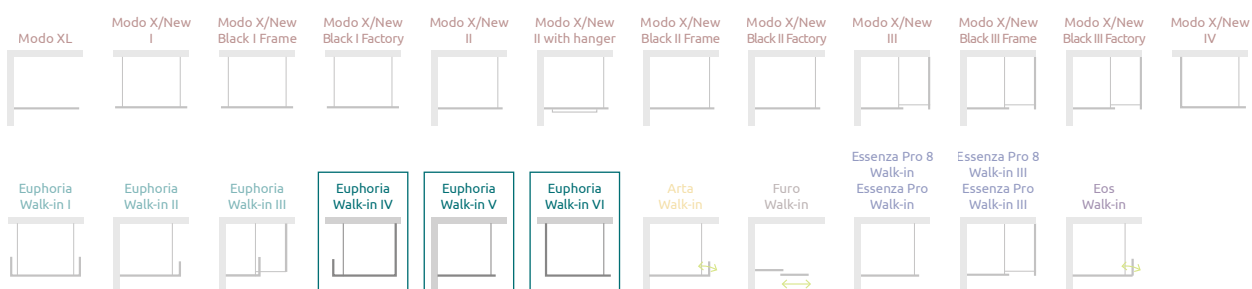 Modo XL
Modo X/New
I
Modo X/New
Black I Frame
Modo X/New
Black I Factory
Modo X/New
II
Modo X/New
II with hanger
Modo X/New
Black II Frame
Modo X/New
Black II Factory
Modo X/New
III
Modo X/New
Black III Frame
Modo X/New
Black III Factory
Modo X/New
IV
Euphoria
Walk-in I
Euphoria
Walk-in II
Euphoria
Walk-in III
Euphoria
Walk-in IV
Euphoria
Walk-in V
Euphoria
Walk-in VI
Arta
Walk-in
Furo
Walk-in
Essenza Pro 8
Walk-in
Essenza Pro
Walk-in
Essenza Pro 8
Walk-in III
Essenza Pro
Walk-in III
Eos
Walk-in